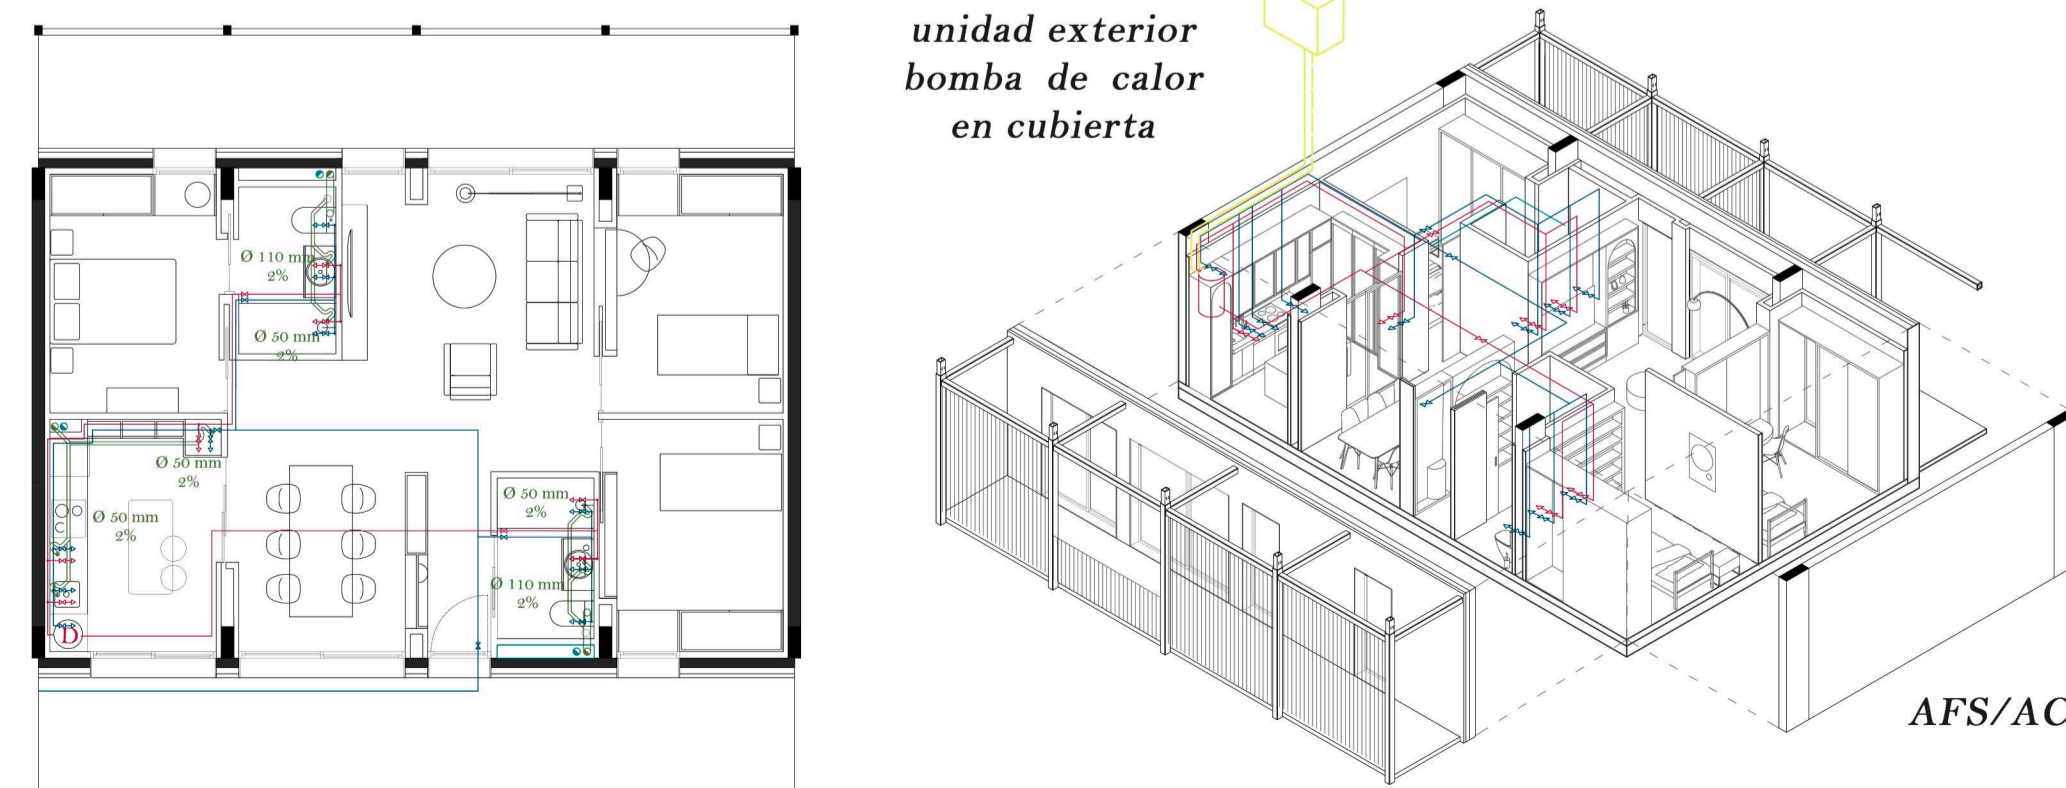 unidad exterior
bomba de calor
en cubierta
Ø 110 mm
2%
Ø 50 mm
2%
Ø 50 mm
2%
Ø 50 mm
2%
Ø 50 mm
2%
Ø 110 mm
2%
D
AFS/AC